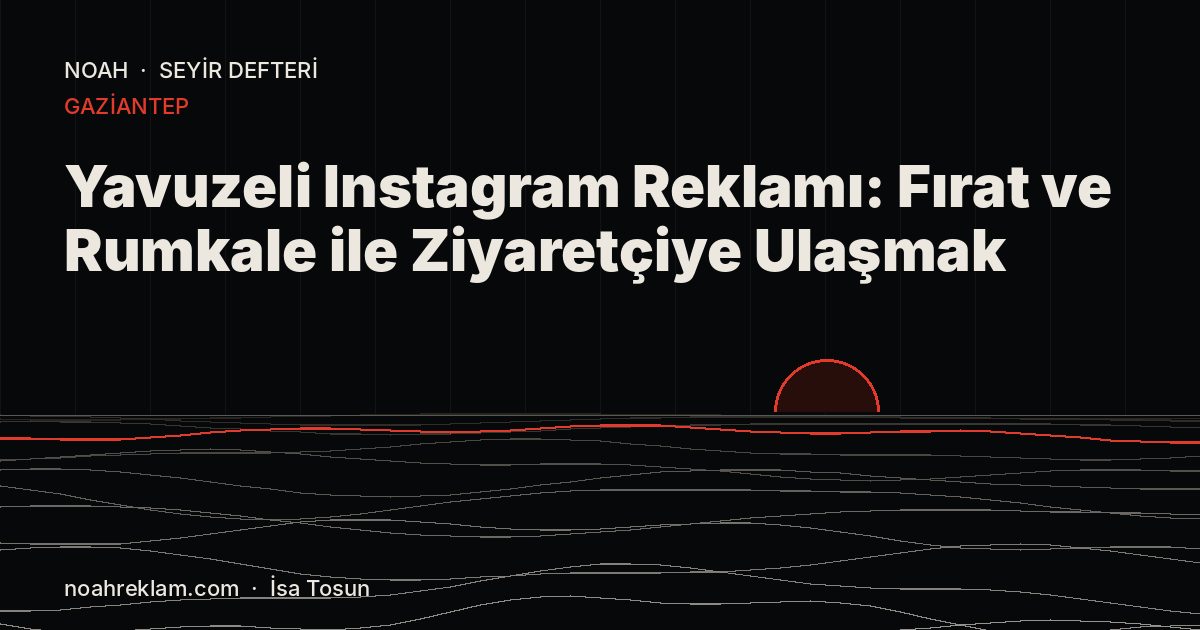 NOAH · SEYİR DEFTERİ
GAZİANTEP
Yavuzeli Instagram Reklamı: Fırat ve
Rumkale ile Ziyaretçiye Ulaşmak
noahreklam.com · İsa Tosun